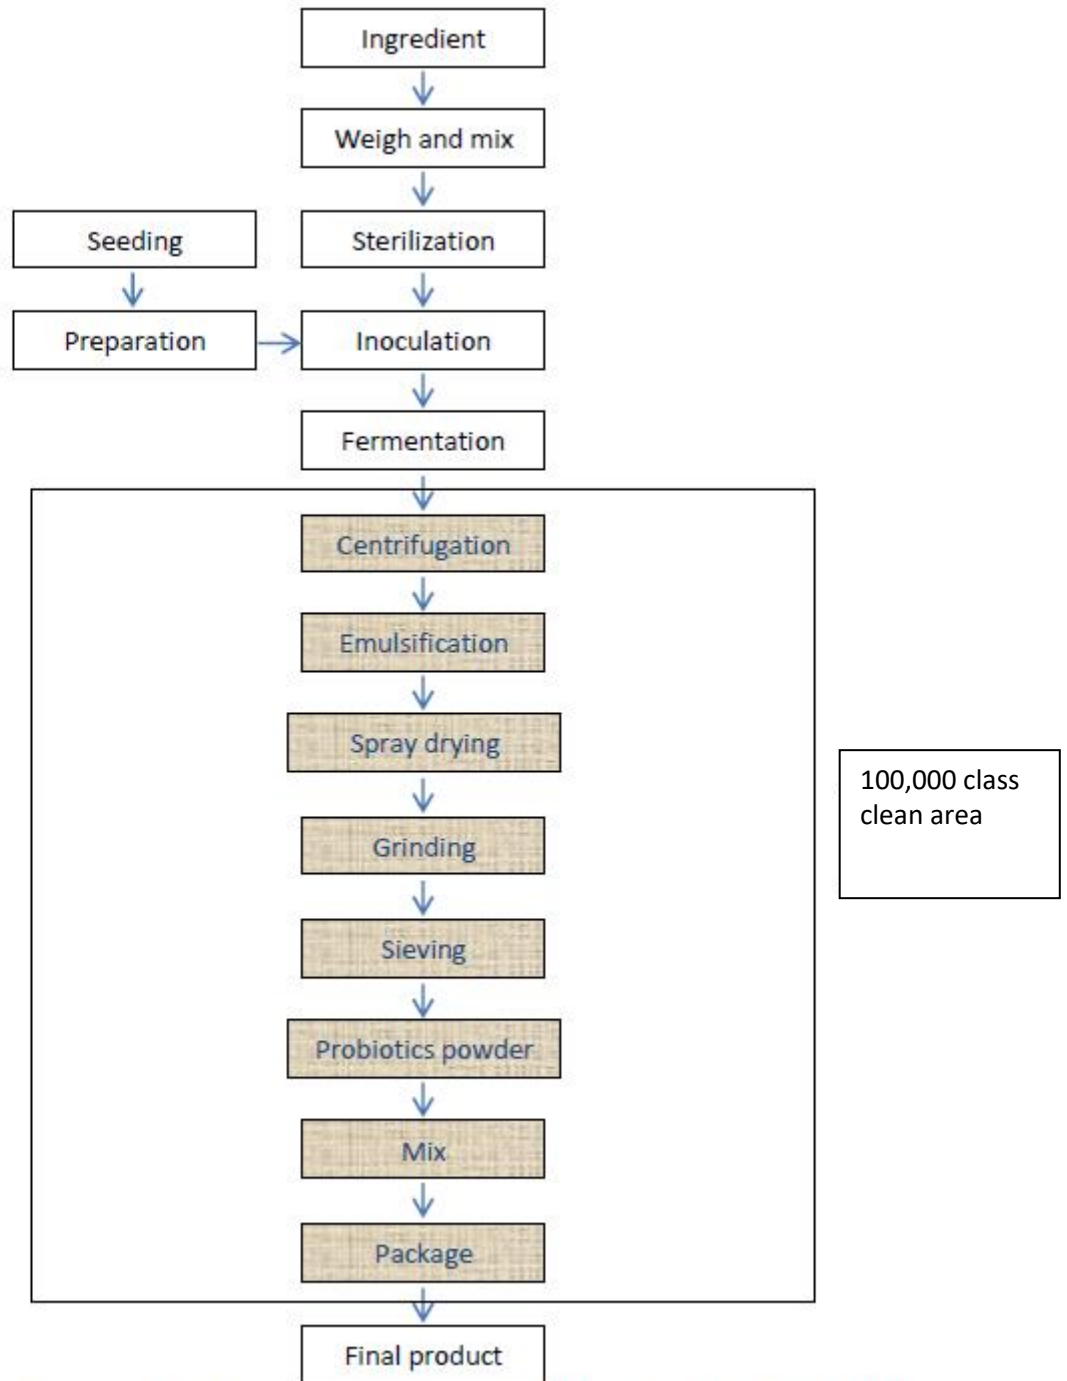 Ingredient
Weigh and mix
Seeding
Sterilization
Preparation
Inoculation
Fermentation
Centrifugation
Emulsification
Spray drying
Grinding
Sieving
Probiotics powder
Mix
Package
100,000 class
clean area
Final product